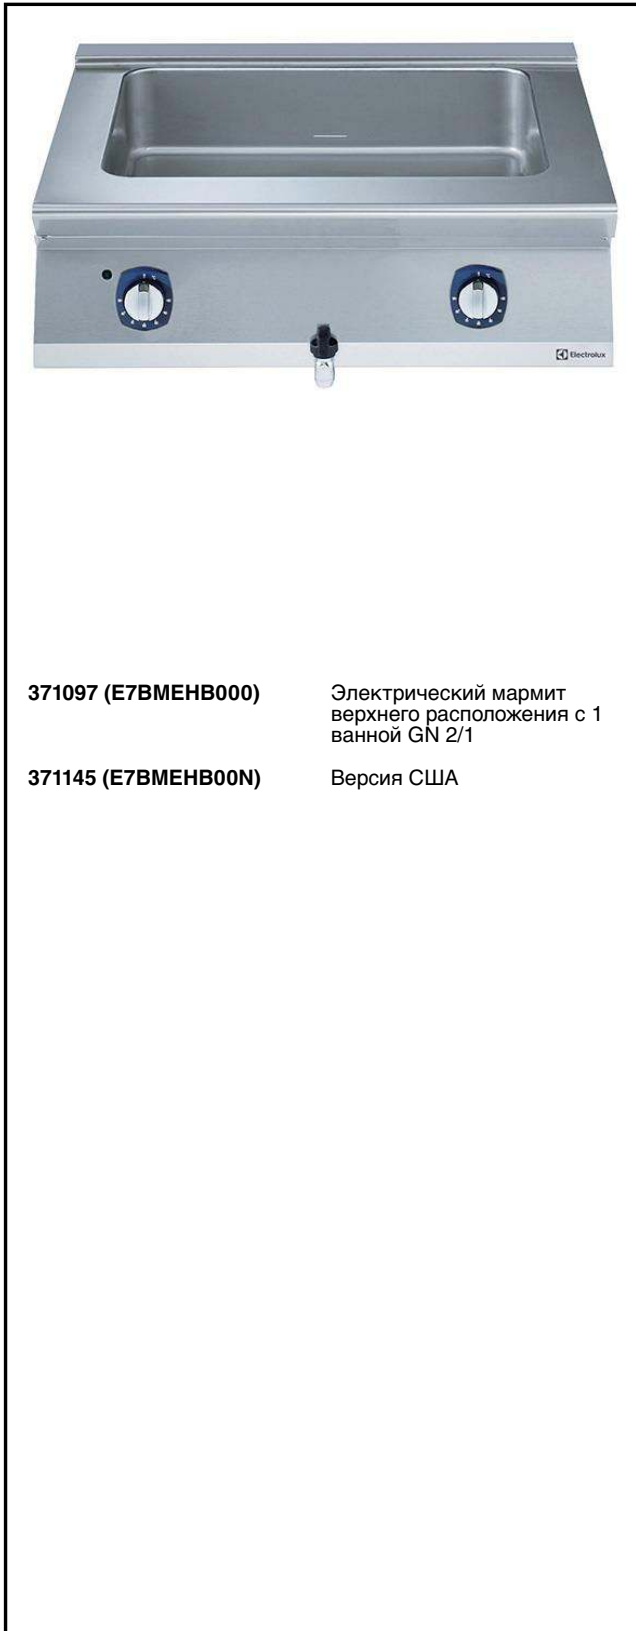 Electrolux
371097 (E7BMEHB000)
Электрический мармит
верхнего расположения с 1
ванной GN 2/1
371145 (E7BMEHB00N)
Версия США